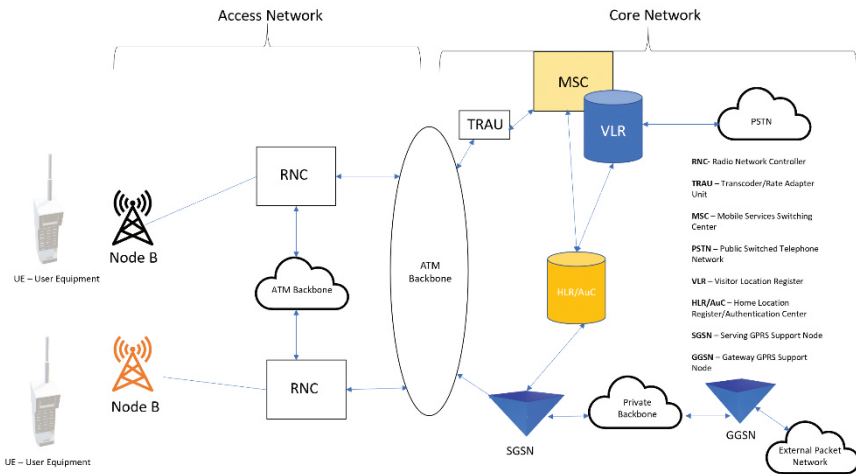 Access Network
Core Network
MSC
TRAU
VLR
PSTN
RNC
Node B
UE – User Equipment
ATM
Backbone
ATM Backbone
HLR/AuC
RNC
Node B
UE – User Equipment
SGSN
Private
Backbone
GGSN
External Packet
Network
RNC- Radio Network Controller
TRAU – Transcoder/Rate Adapter
Unit
MSC – Mobile Services Switching
Center
PSTN – Public Switched Telephone
Network
VLR – Visitor Location Register
HLR/AuC – Home Location
Register/Authentication Center
SGSN – Serving GPRS Support Node
GGSN – Gateway GPRS Support
Node